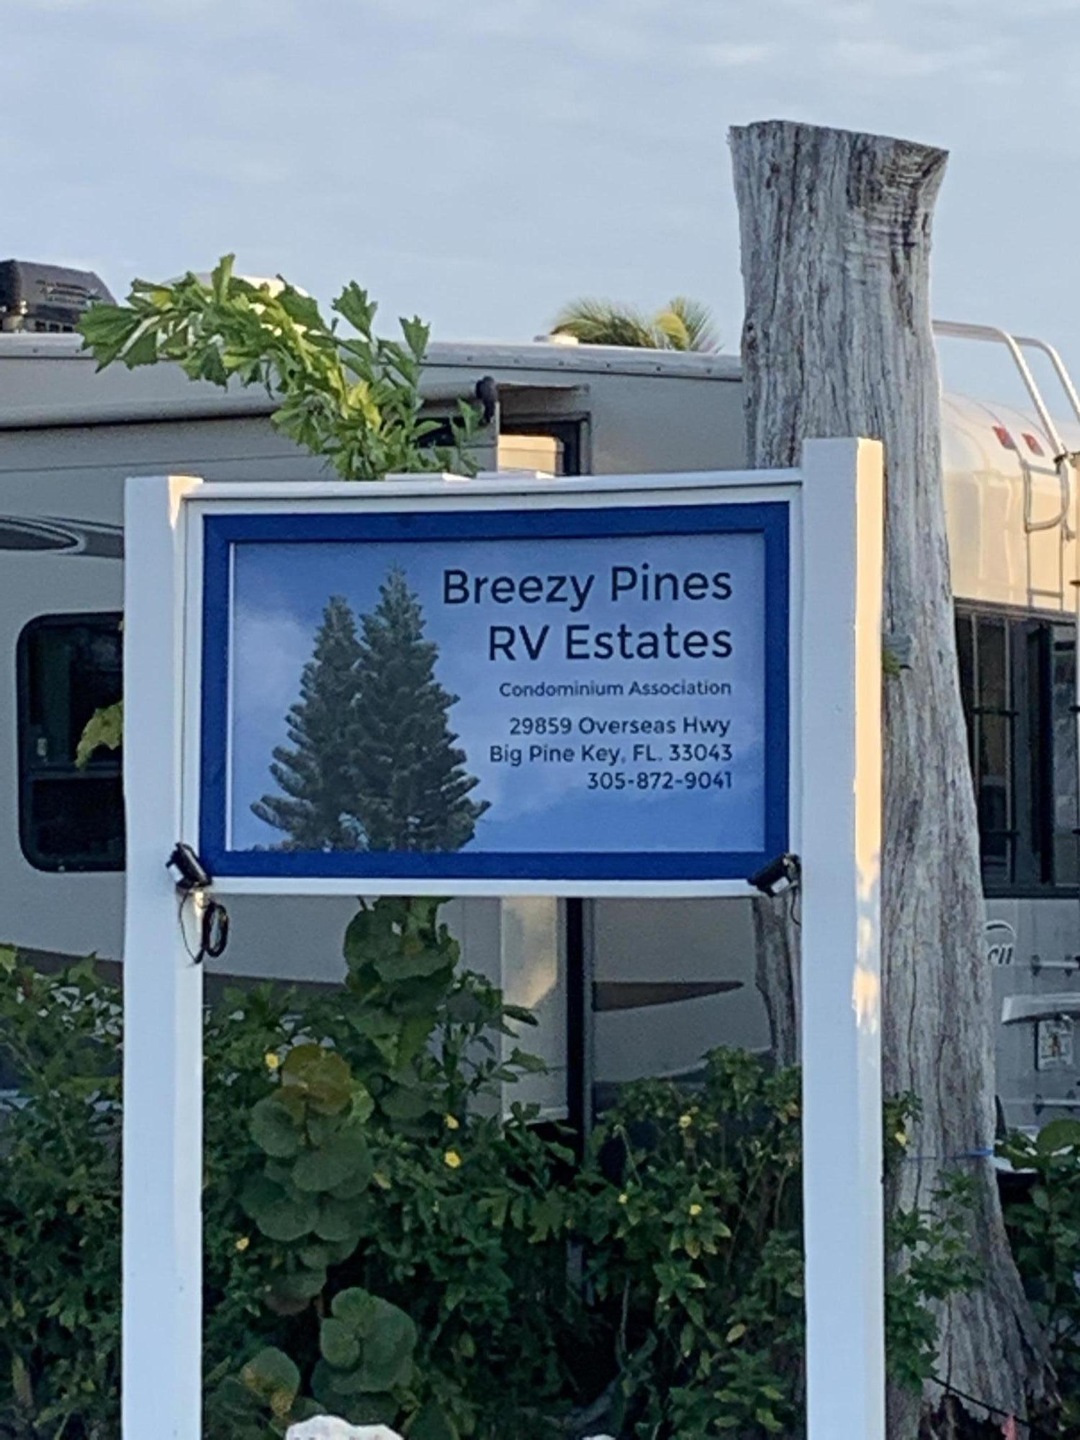 Breezy Pines
RV Estates
Condominium Association
29859 Overseas Hwy
Big Pine Key, FL. 33043
305-872-9041